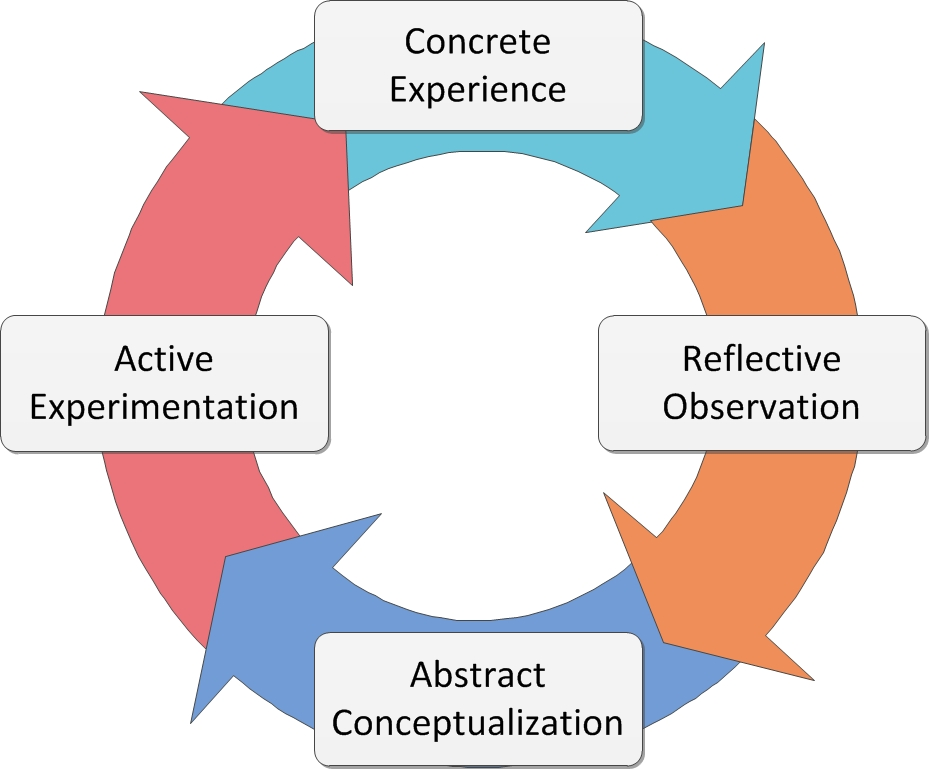 Concrete
Experience
Active
Experimentation
Reflective
Observation
Abstract
Conceptualization